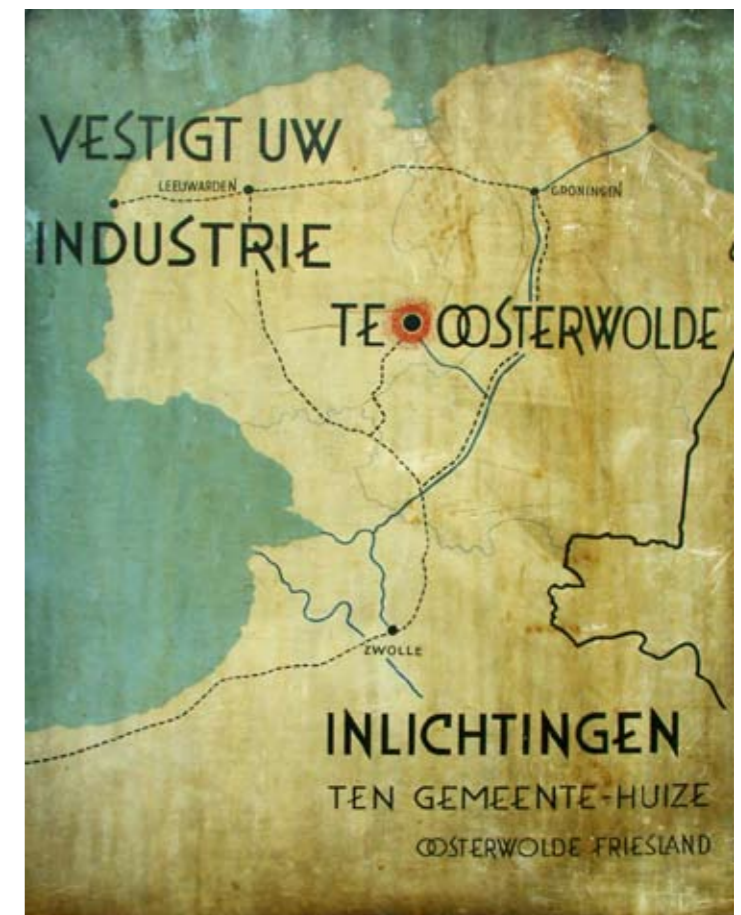 VESTIGT UW
LEEUWARDEN
GRONINGEN
INDUSTRIE
TE OOSTERWOLDE
ZWOLLE
INLICHTINGEN
TEN GEMEENTE-HUIZE
OOSTERWOLDE FRIESLAND